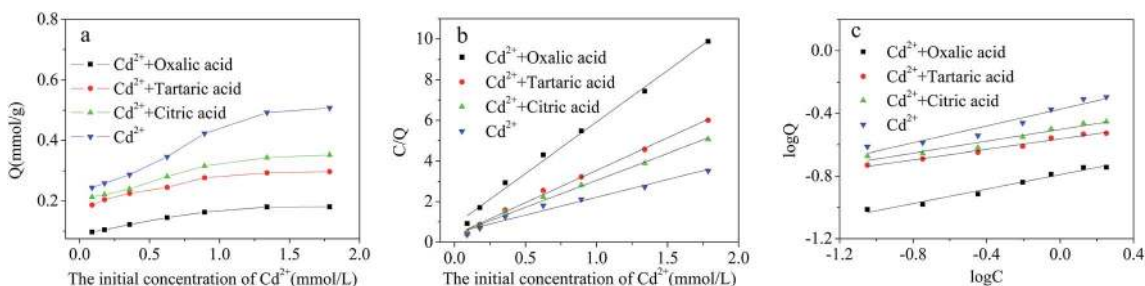 a
Cd²⁺+Oxalic acid
Cd²⁺+Tartaric acid
Cd²⁺+Citric acid
Cd²⁺
Q(mmol/g)
0.8
0.6
0.4
0.2
0.0 0.5 1.0 1.5 2.0
The initial concentration of Cd²⁺(mmol/L)
b
Cd²⁺+Oxalic acid
Cd²⁺+Tartaric acid
Cd²⁺+Citric acid
Cd²⁺
C/Q
10
8
6
4
2
0
0.0 0.5 1.0 1.5 2.0
The initial concentration of Cd²⁺(mmol/L)
c
Cd²⁺+Oxalic acid
Cd²⁺+Tartaric acid
Cd²⁺+Citric acid
Cd²⁺
logQ
0.0
-0.4
-0.8
-1.2
-1.2 -0.8 -0.4 0.0 0.4
logC